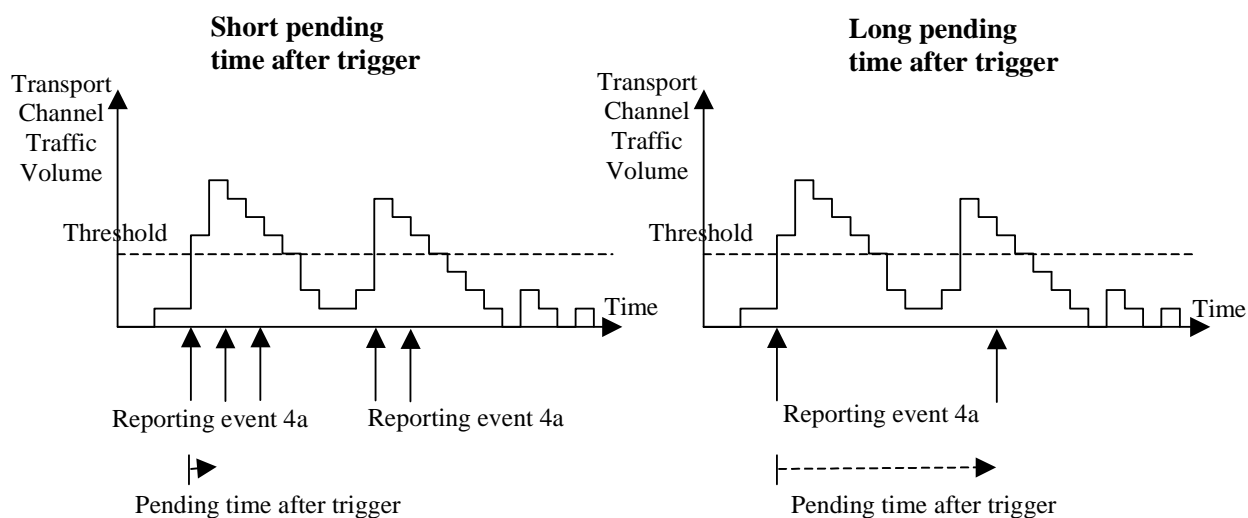 Short pending
time after trigger
Transport
Channel
Traffic
Volume
Threshold
Time
Reporting event 4a
Reporting event 4a
Pending time after trigger
Long pending
time after trigger
Transport
Channel
Traffic
Volume
Threshold
Time
Reporting event 4a
Pending time after trigger